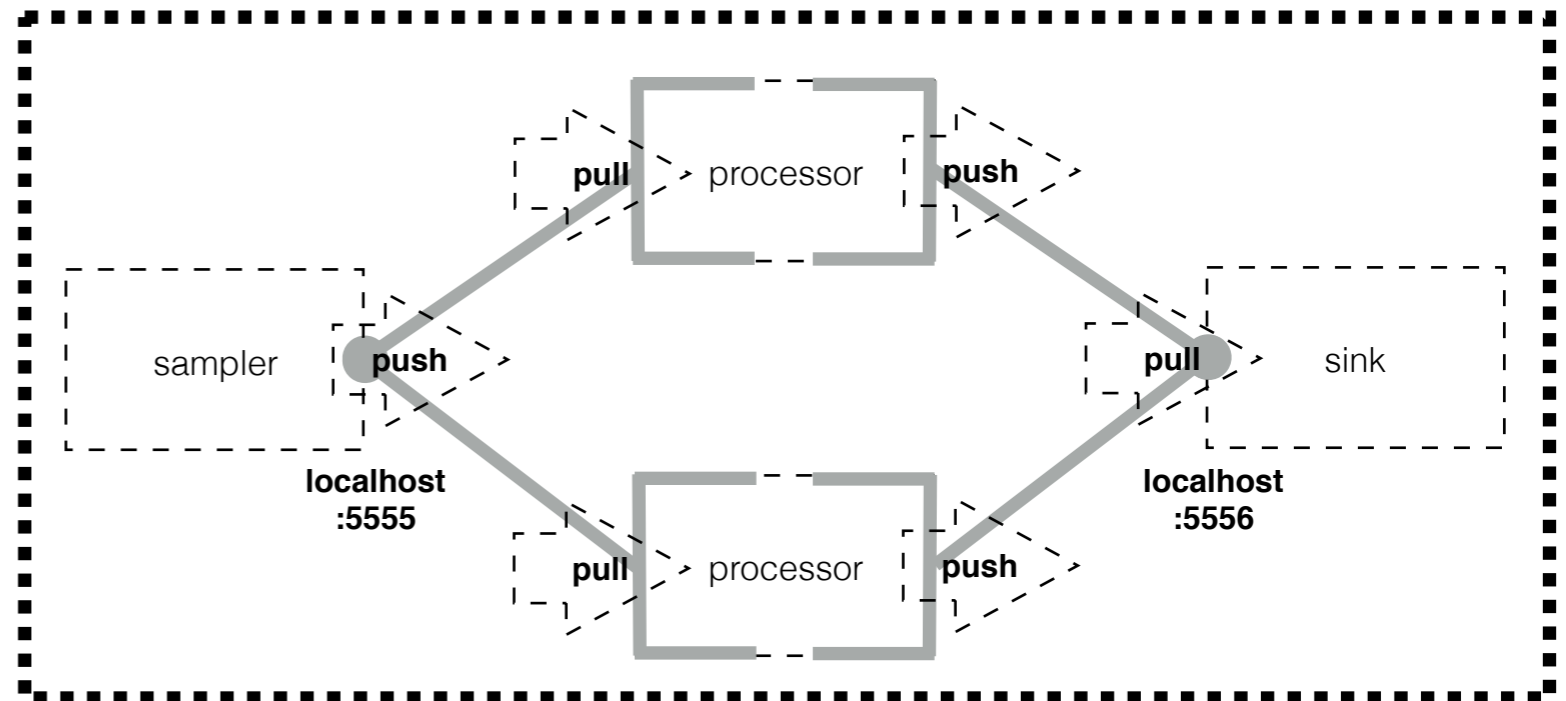 pull
processor
push
sampler
push
pull
sink
localhost
:5555
localhost
:5556
pull
processor
push